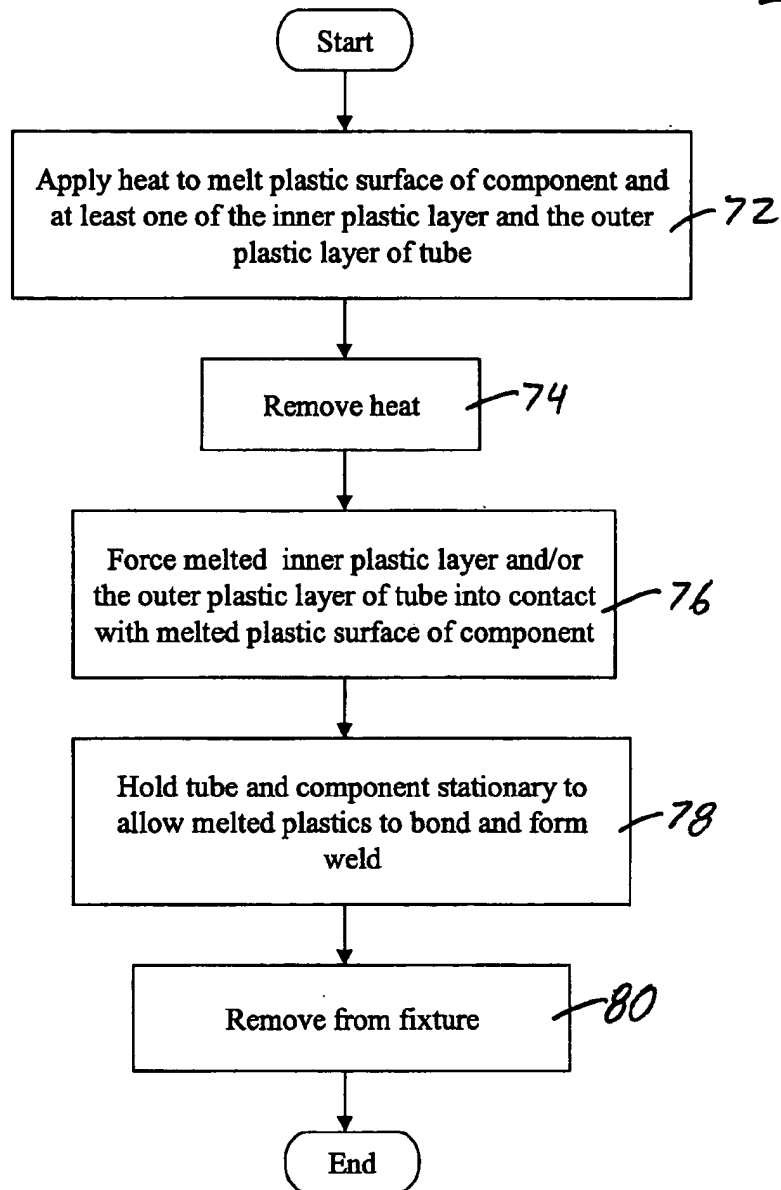 Start
Apply heat to melt plastic surface of component and
at least one of the inner plastic layer and the outer
plastic layer of tube
72
Remove heat
74
Force melted inner plastic layer and/or
the outer plastic layer of tube into contact
with melted plastic surface of component
76
Hold tube and component stationary to
allow melted plastics to bond and form
weld
78
Remove from fixture
80
End